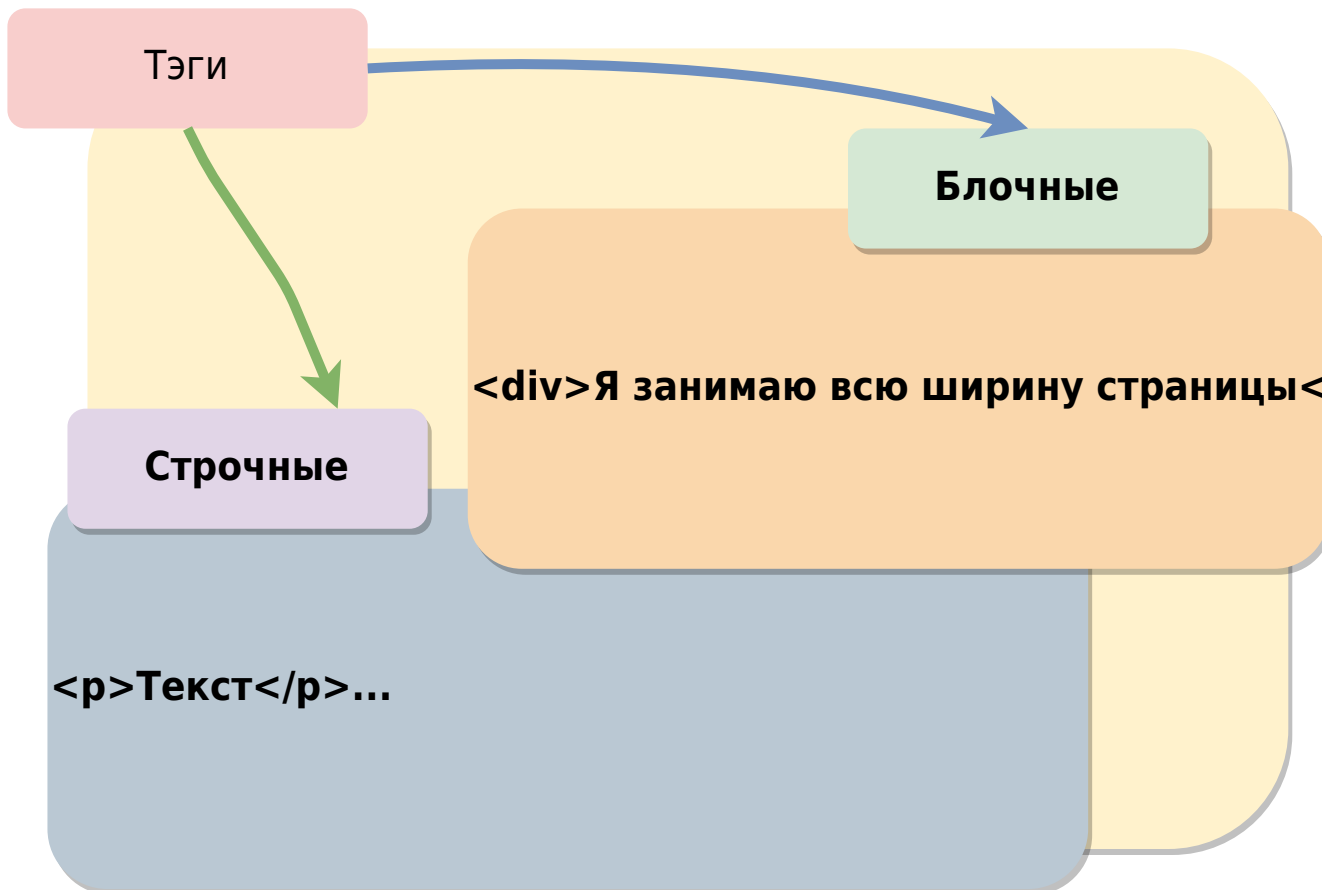 Тэги
Блочные
<div>Я занимаю всю ширину страницы<
Строчные
<p>Текст</p>...